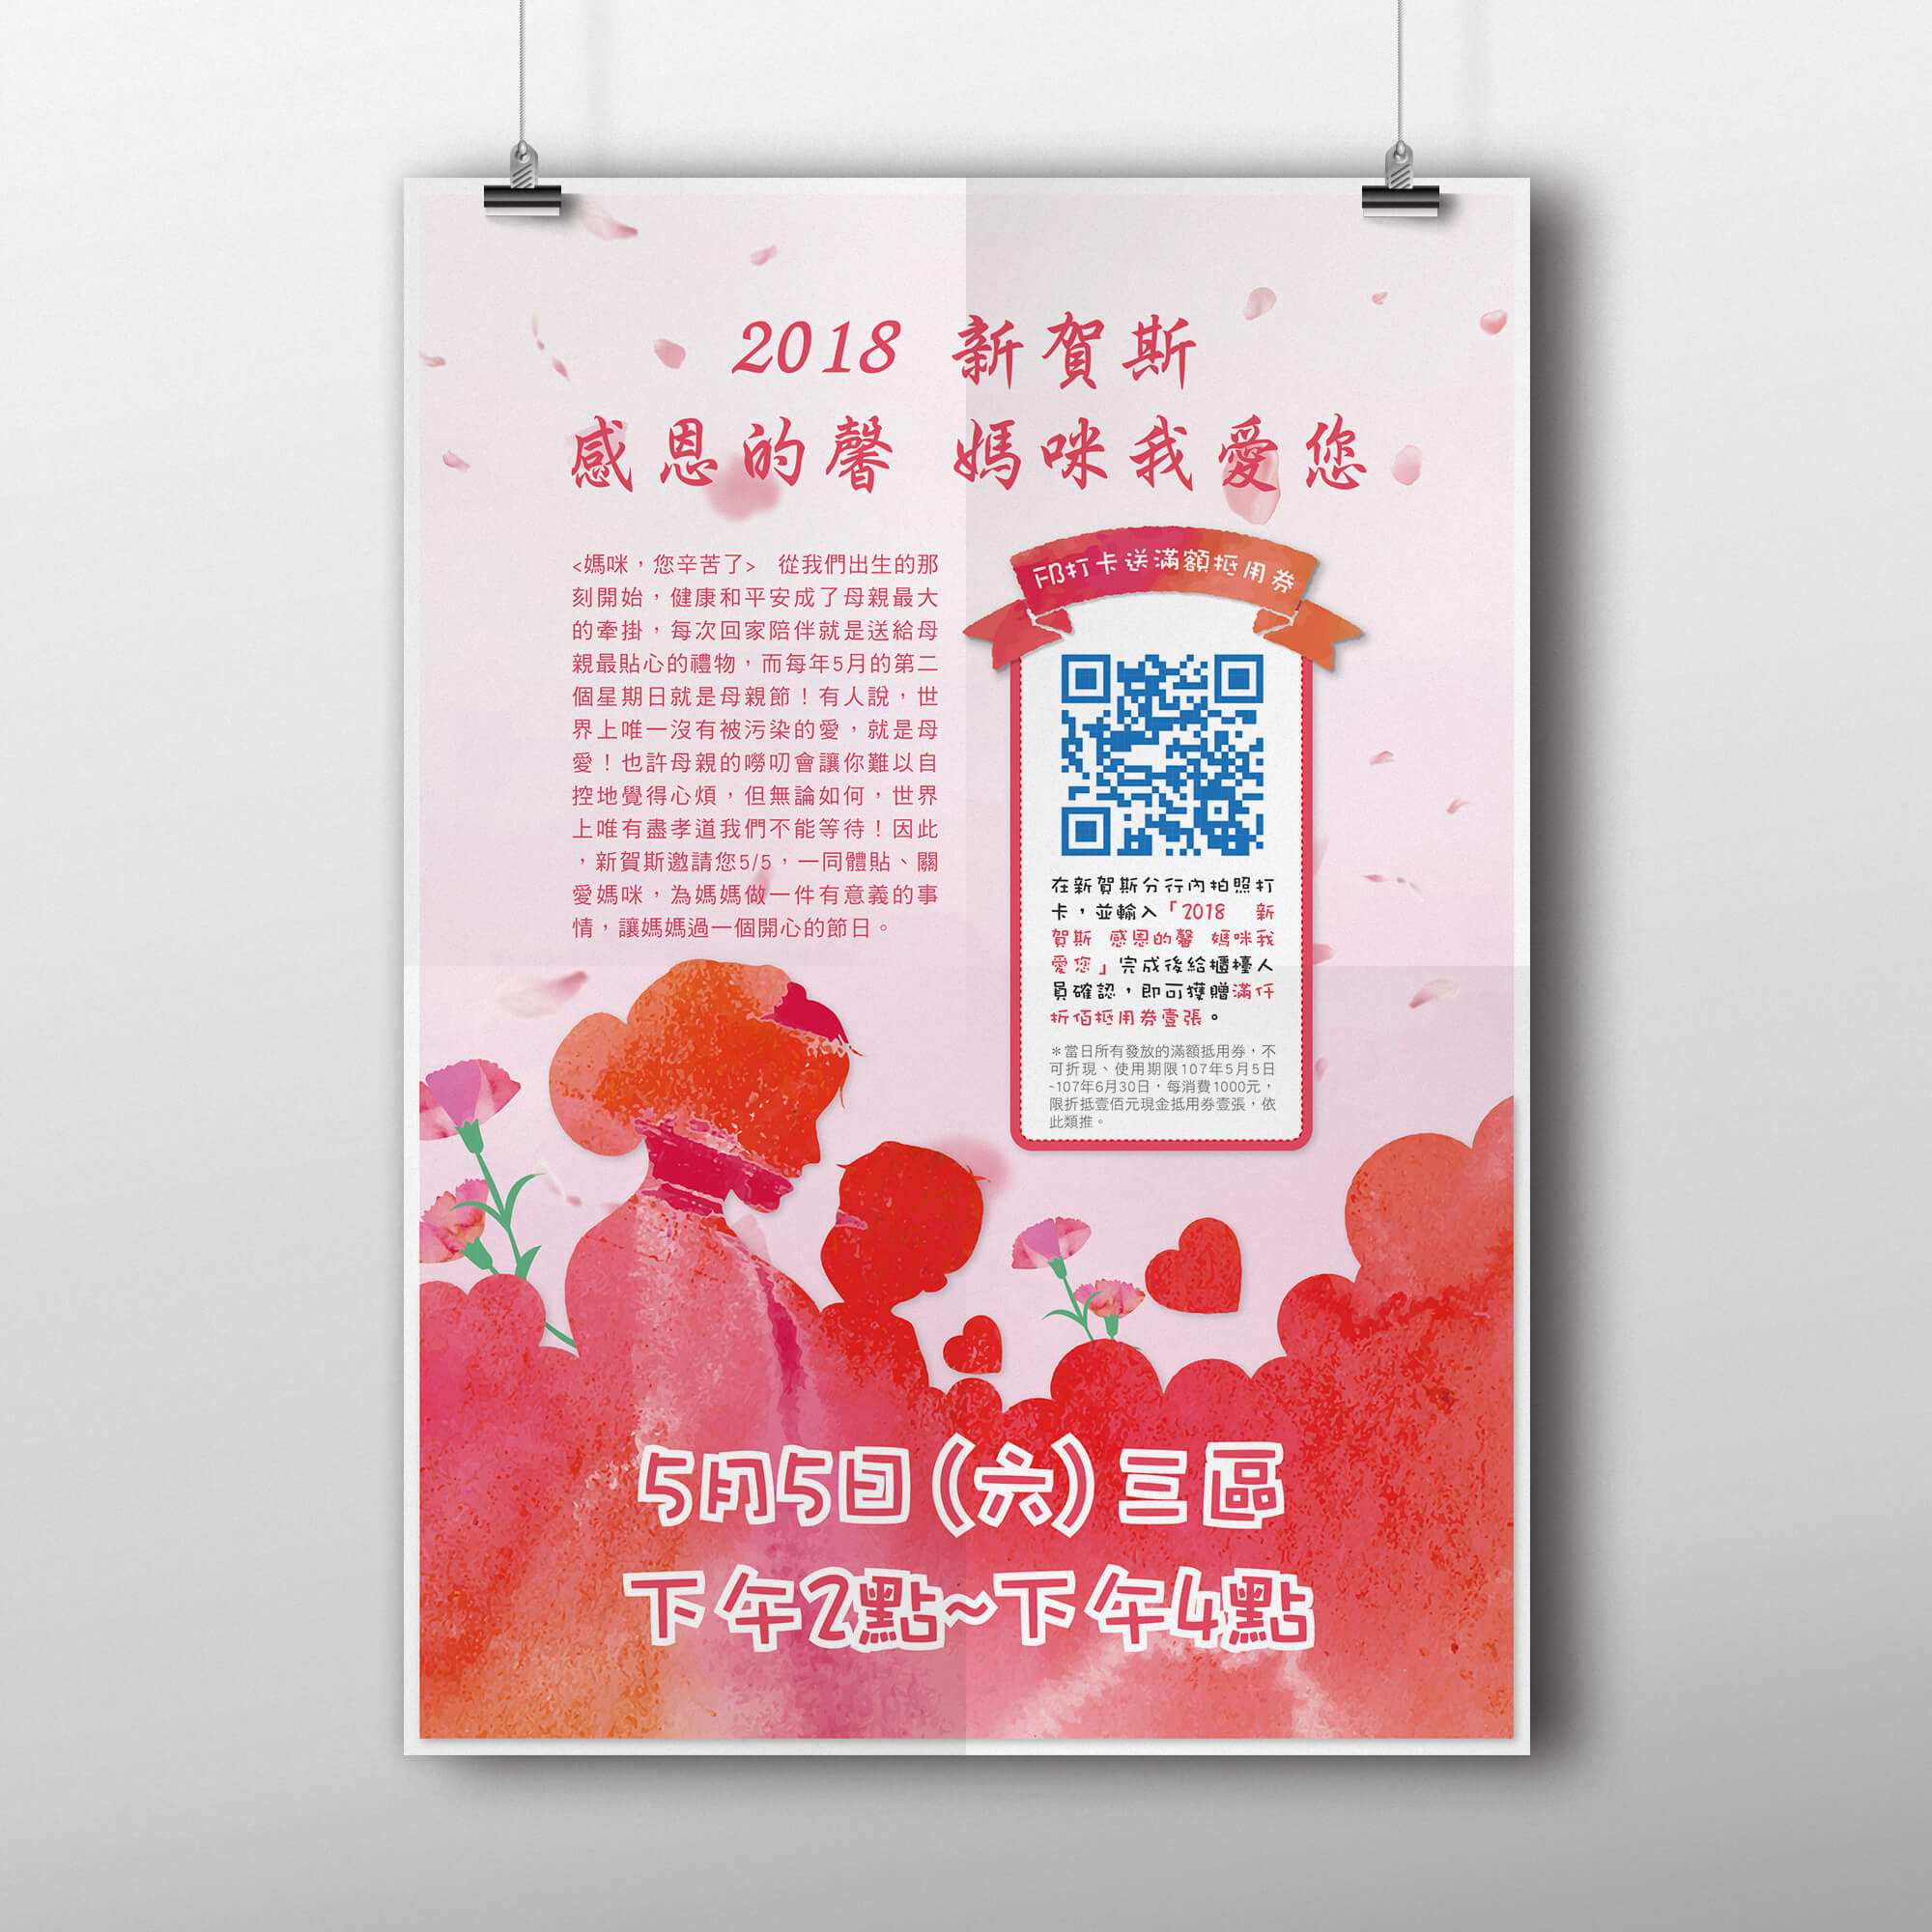 2018 新賀斯
感恩的馨 媽咪我愛您
<媽咪，您辛苦了> 從我們出生的那
刻開始，健康和平安成了母親最大
的牽掛，每次回家陪伴就是送給母
親最貼心的禮物，而每年5月的第二
個星期日就是母親節！有人說，世
界上唯一沒有被污染的愛，就是母
愛！也許母親的嘮叨會讓你難以自
控地覺得心煩，但無論如何，世界
上唯有盡孝道我們不能等待！因此
，新賀斯邀請您5/5，一同體貼、關
愛媽咪，為媽媽做一件有意義的事
情，讓媽媽過一個開心的節日。
FB打卡送滿額抵用券
在新賀斯分行內拍照打
卡，並輸入「2018 新
賀斯 感恩的馨 媽咪我
愛您」完成後給櫃檯人
員確認，即可獲贈滿仟
折佰抵用券壹張。
＊當日所有發放的滿額抵用券，不
可折現、使用期限107年5月5日
~107年6月30日，每消費1000元，
限折抵壹佰元現金抵用券壹張，依
此類推。
5月5日(六)三區
下午2點~下午4點